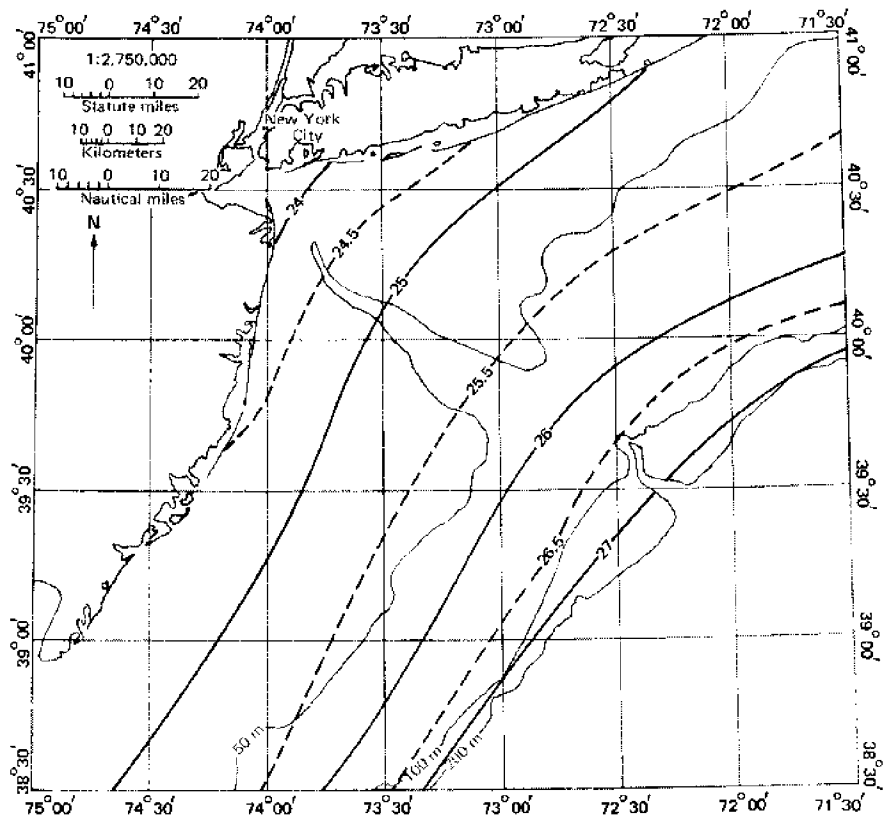 75°00′ 74°30′ 74°00′ 73°30′ 73°00′ 72°30′ 72°00′ 71°30′
41°00′
41°00′
1:2,750,000
10 0 10 20
Statute miles
New York
City
10 0 10 20
Kilometers
10 0 10 20
Nautical miles
40°30′
40°30′
N
24
24.5
25
40°00′
40°00′
25.5
26
39°30′
39°30′
26.5
27
39°00′
39°00′
50 m
100 m
200 m
38°30′
38°30′
75°00′ 74°30′ 74°00′ 73°30′ 73°00′ 72°30′ 72°00′ 71°30′